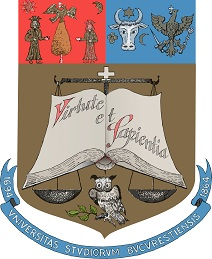 Virtute
et
Sapientia
1694 VNIVERSITAS STVDIORVM BVCVRESTIENSIS 1864